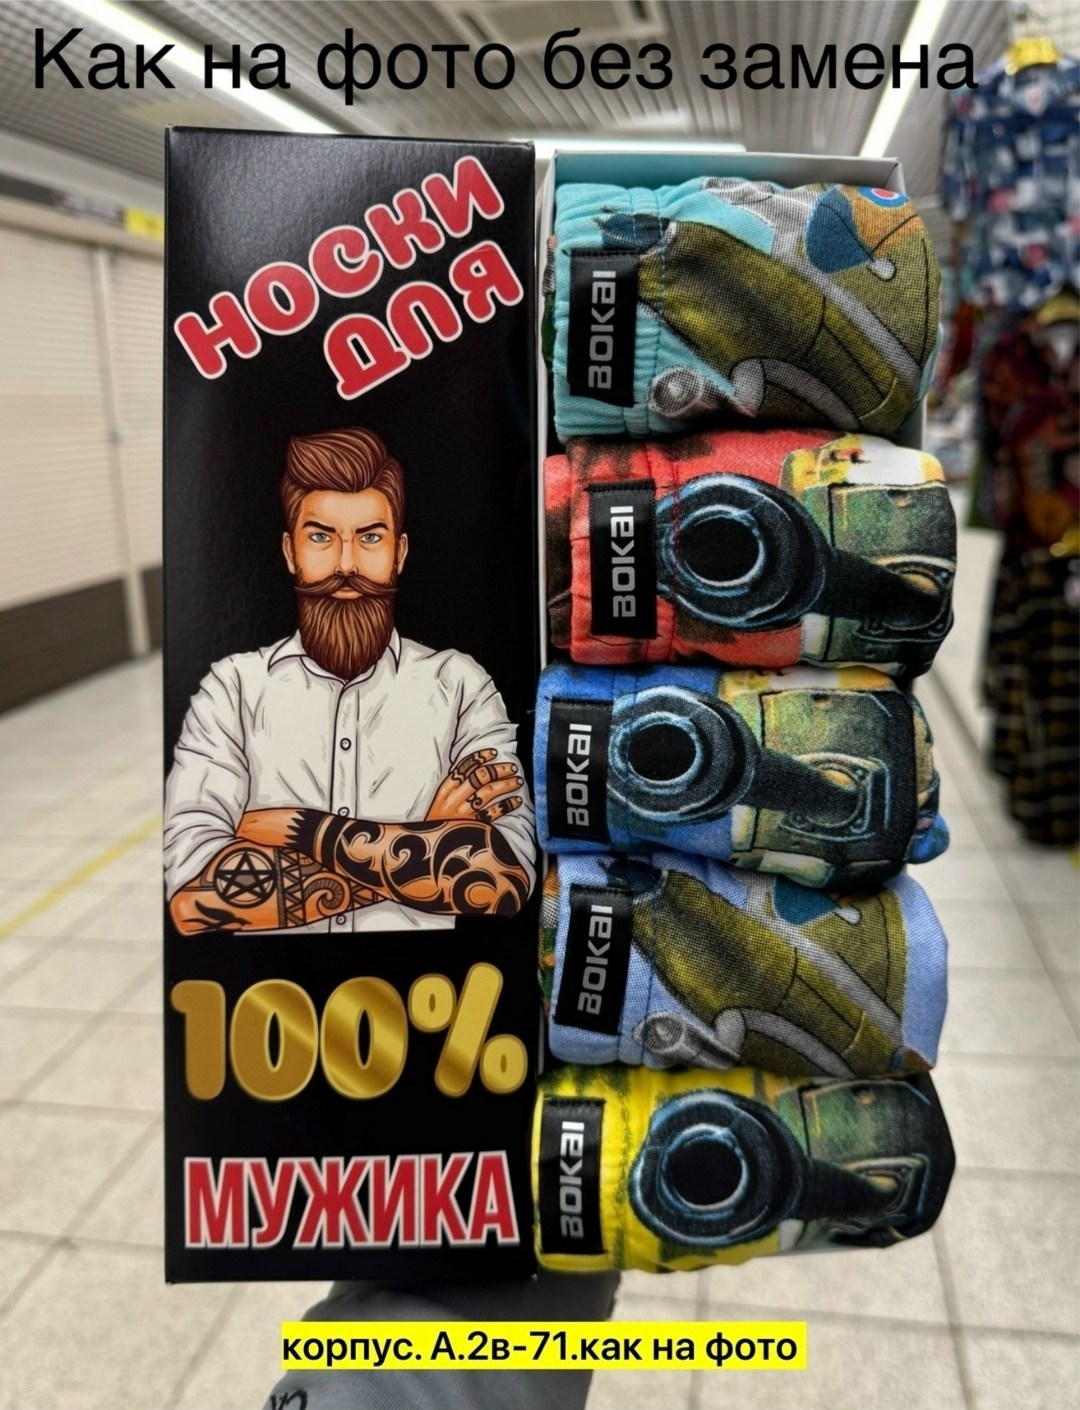 Как на фото без замена
НОСКИ
ДЛЯ
100%
МУЖИКА
BOKAI
BOKAI
BOKAI
BOKAI
BOKAI
корпус. А.2в-71.как на фото